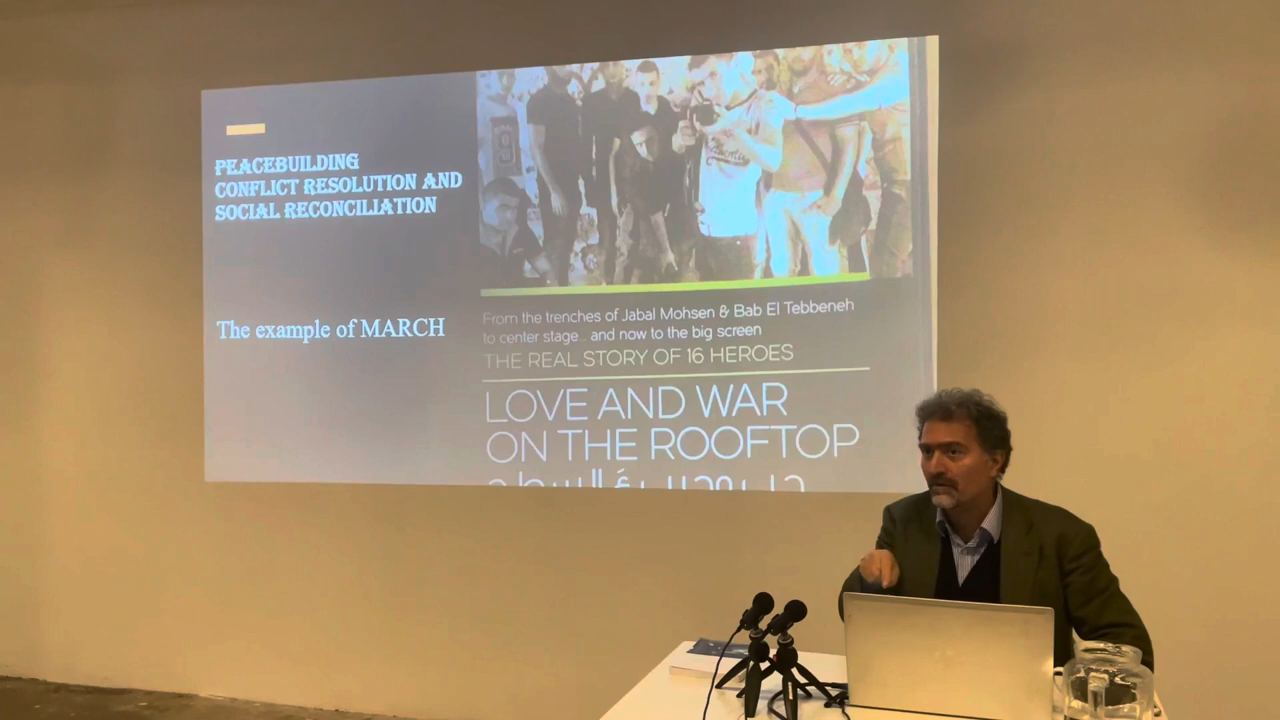 PEACEBUILDING
CONFLICT RESOLUTION AND
SOCIAL RECONCILIATION
The example of MARCH
From the trenches of Jabal Mohsen & Bab El Tebbeneh
to center stage... and now to the big screen
THE REAL STORY OF 16 HEROES
LOVE AND WAR
ON THE ROOFTOP